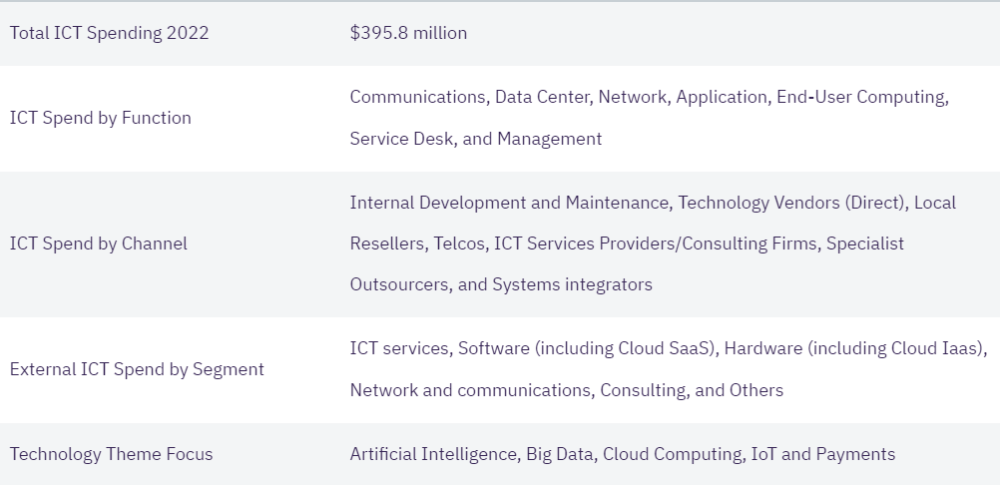 Total ICT Spending 2022
$395.8 million
ICT Spend by Function
Communications, Data Center, Network, Application, End-User Computing,
Service Desk, and Management
ICT Spend by Channel
Internal Development and Maintenance, Technology Vendors (Direct), Local
Resellers, Telcos, ICT Services Providers/Consulting Firms, Specialist
Outsourcers, and Systems integrators
External ICT Spend by Segment
ICT services, Software (including Cloud SaaS), Hardware (including Cloud Iaas),
Network and communications, Consulting, and Others
Technology Theme Focus
Artificial Intelligence, Big Data, Cloud Computing, IoT and Payments